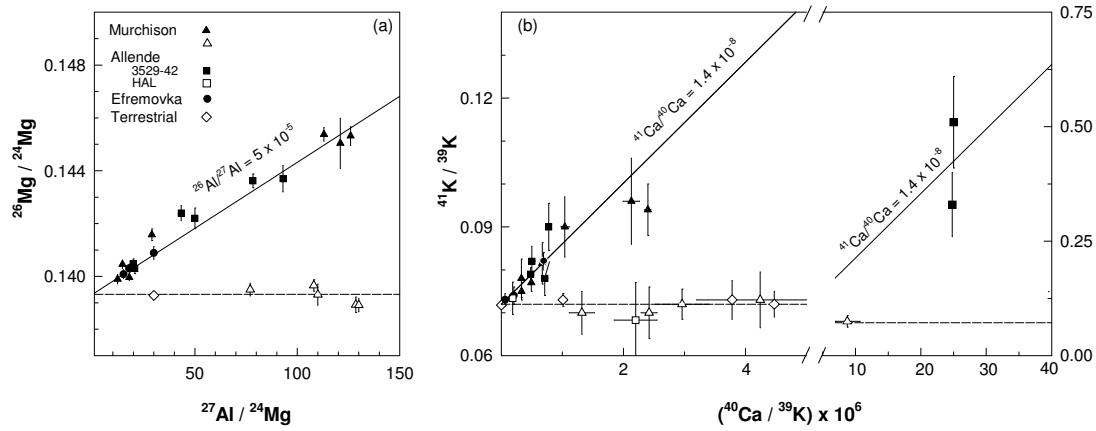 (a)
Murchison
Allende
3529-42
HAL
Efremovka
Terrestrial
0.148
0.144
0.140
²⁶Mg / ²⁴Mg
²⁶Al/²⁷Al = 5 x 10⁻⁵
50
100
150
²⁷Al / ²⁴Mg
(b)
0.12
0.09
0.06
⁴¹K / ³⁹K
⁴¹Ca/⁴⁰Ca = 1.4 x 10⁻⁸
⁴¹Ca/⁴⁰Ca = 1.4 x 10⁻⁸
0.75
0.50
0.25
0.00
2
4
10
20
30
40
(⁴⁰Ca / ³⁹K) x 10⁶